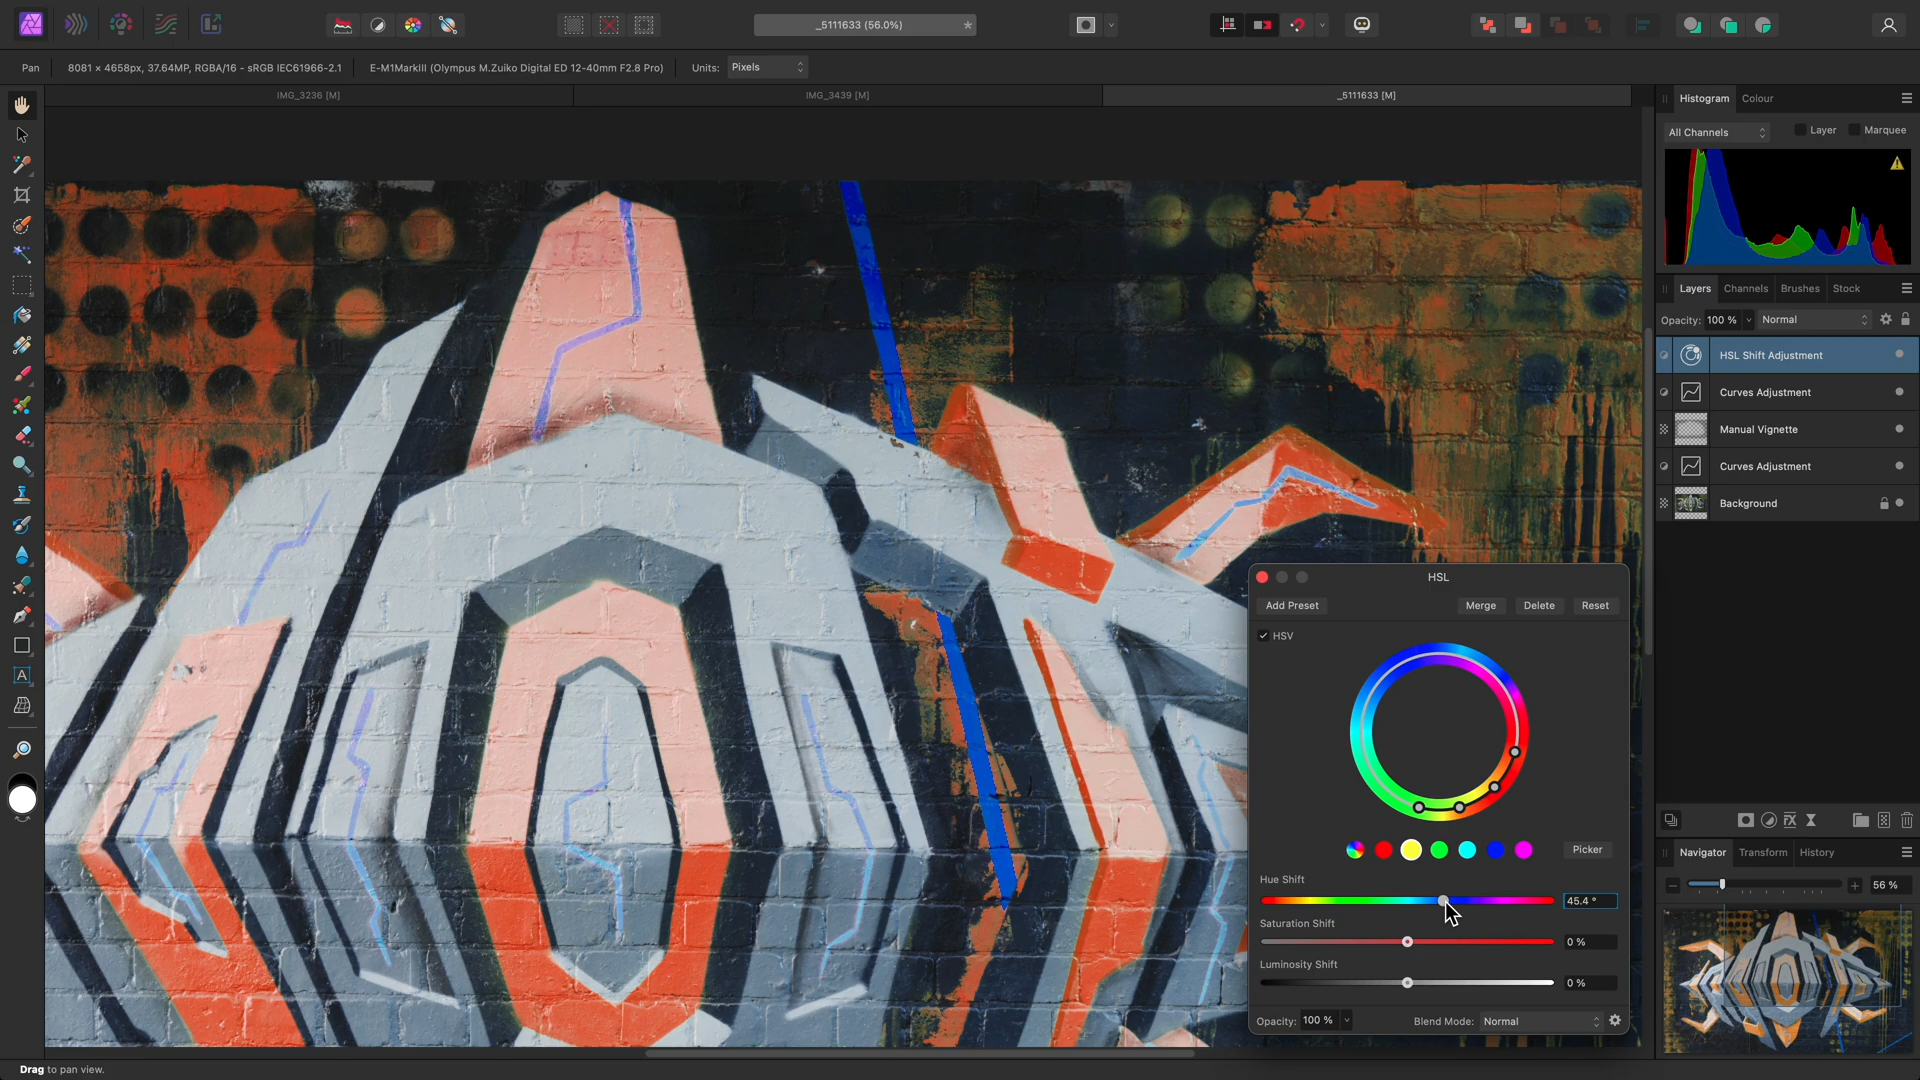 _5111633 (56.0%)
*
Pan
8081 × 4658px, 37.64MP, RGBA/16 - sRGB IEC61966-2.1
E-M1MarkIII (Olympus M.Zuiko Digital ED 12-40mm F2.8 Pro)
Units:
Pixels
IMG_3236 [M]
IMG_3439 [M]
_5111633 [M]
Histogram
Colour
All Channels
Layer
Marquee
Layers
Channels
Brushes
Stock
Opacity:
100 %
Normal
HSL Shift Adjustment
Curves Adjustment
Manual Vignette
Curves Adjustment
Background
HSL
Add Preset
Merge
Delete
Reset
HSV
Picker
Hue Shift
45.4 °
Saturation Shift
0 %
Luminosity Shift
0 %
Opacity:
100 %
Blend Mode:
Normal
FX
Navigator
Transform
History
56 %
A
Drag to pan view.